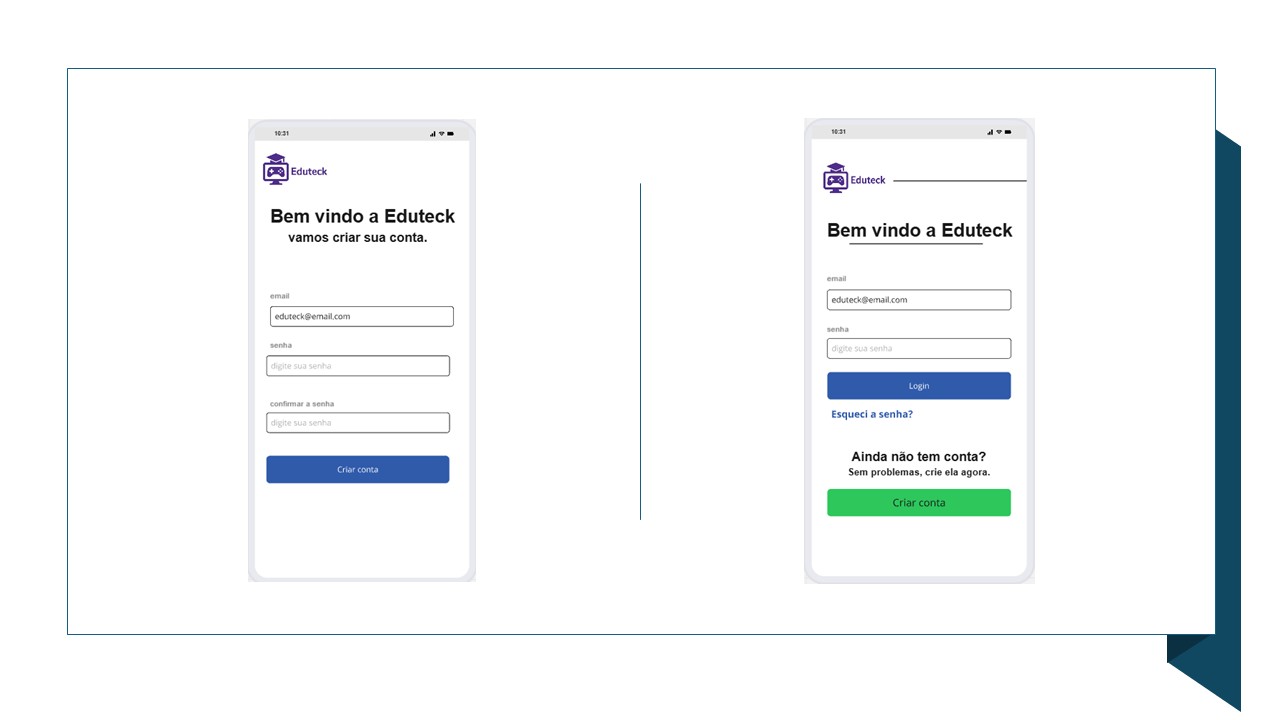 10:31
Eduteck
Bem vindo a Eduteck
vamos criar sua conta.
email
eduteck@email.com
senha
digite sua senha
confirmar a senha
digite sua senha
Criar conta
10:31
Eduteck
Bem vindo a Eduteck
email
eduteck@email.com
senha
digite sua senha
Login
Esqueci a senha?
Ainda não tem conta?
Sem problemas, crie ela agora.
Criar conta